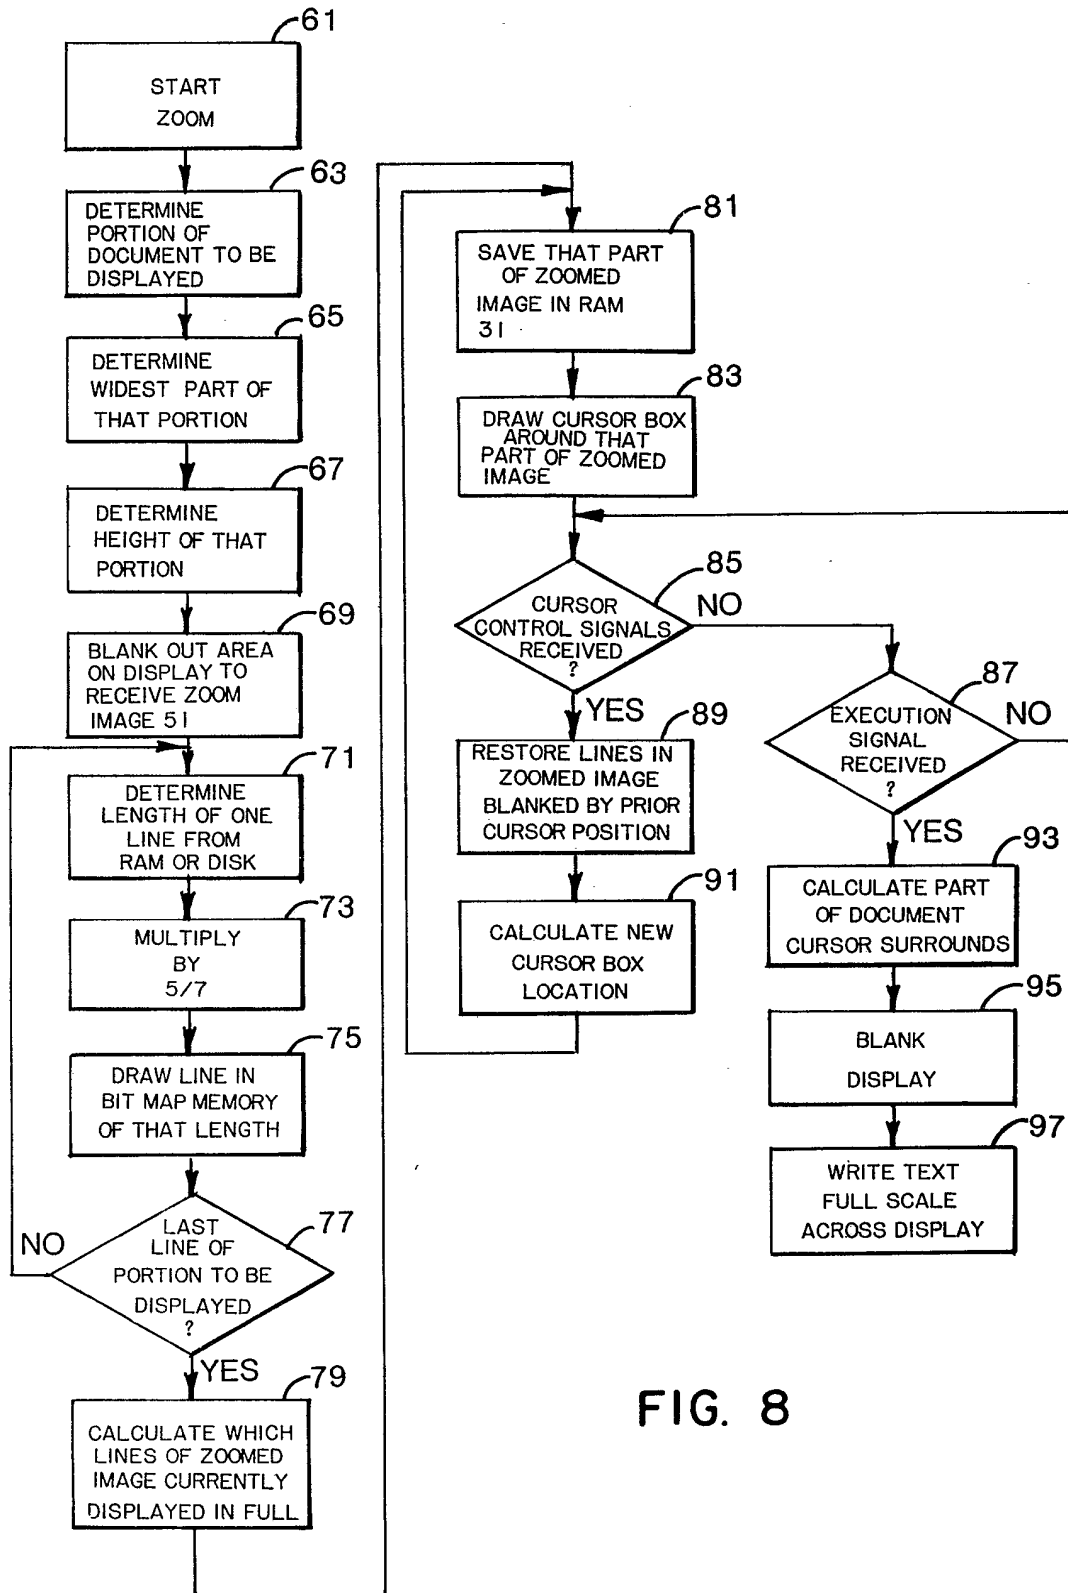 61
START
ZOOM
63
DETERMINE
PORTION OF
DOCUMENT TO BE
DISPLAYED
65
DETERMINE
WIDEST PART OF
THAT PORTION
67
DETERMINE
HEIGHT OF THAT
PORTION
69
BLANK OUT AREA
ON DISPLAY TO
RECEIVE ZOOM
IMAGE 51
71
DETERMINE
LENGTH OF ONE
LINE FROM
RAM OR DISK
73
MULTIPLY
BY
5/7
75
DRAW LINE IN
BIT MAP MEMORY
OF THAT LENGTH
77
LAST
LINE OF
PORTION TO BE
DISPLAYED
?
NO
YES
79
CALCULATE WHICH
LINES OF ZOOMED
IMAGE CURRENTLY
DISPLAYED IN FULL
81
SAVE THAT PART
OF ZOOMED
IMAGE IN RAM
31
83
DRAW CURSOR BOX
AROUND THAT
PART OF ZOOMED
IMAGE
85
CURSOR
CONTROL SIGNALS
RECEIVED
?
NO
YES
87
EXECUTION
SIGNAL
RECEIVED
?
NO
YES
89
RESTORE LINES IN
ZOOMED IMAGE
BLANKED BY PRIOR
CURSOR POSITION
91
CALCULATE NEW
CURSOR BOX
LOCATION
93
CALCULATE PART
OF DOCUMENT
CURSOR SURROUNDS
95
BLANK
DISPLAY
97
WRITE TEXT
FULL SCALE
ACROSS DISPLAY
FIG. 8